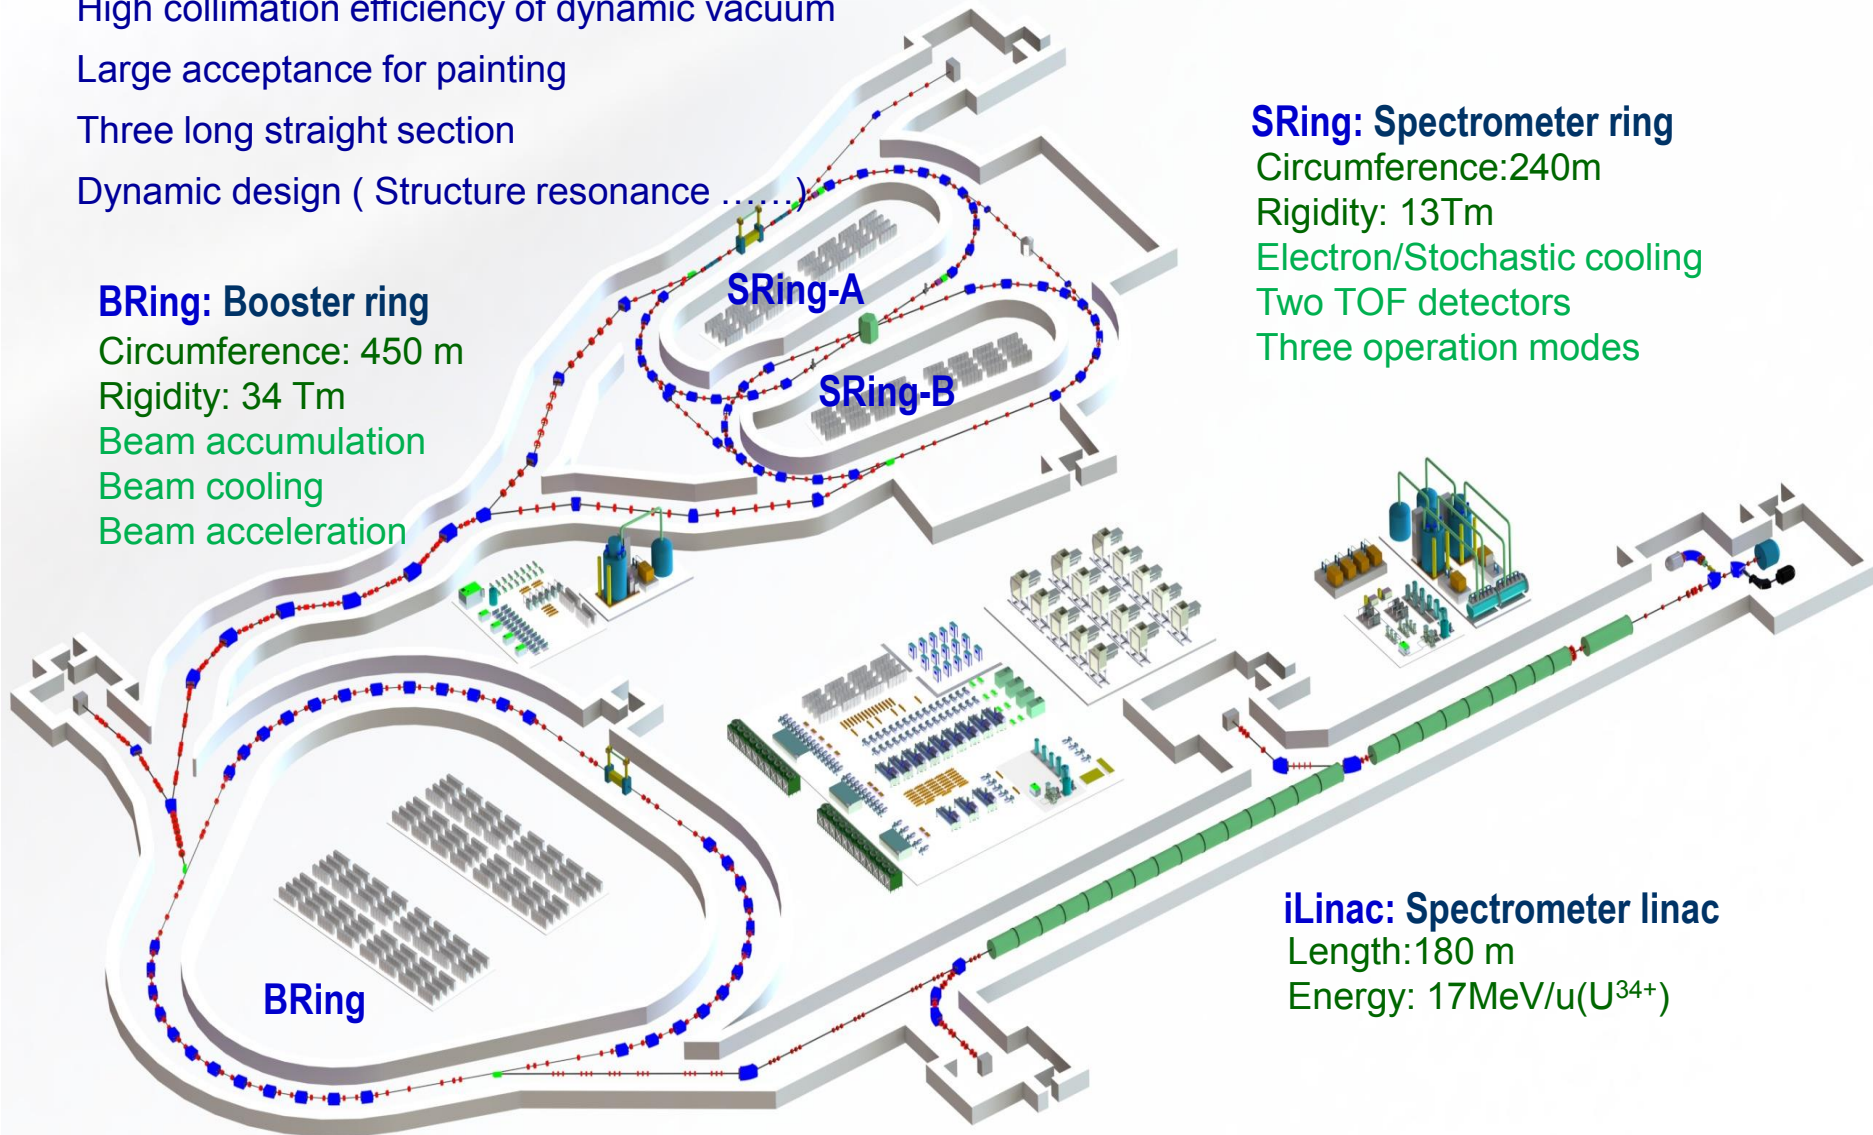 High collimation efficiency of dynamic vacuum
Large acceptance for painting
Three long straight section
Dynamic design ( Structure resonance ……)
SRing: Spectrometer ring
Circumference:240m
Rigidity: 13Tm
Electron/Stochastic cooling
Two TOF detectors
Three operation modes
BRing: Booster ring
Circumference: 450 m
Rigidity: 34 Tm
Beam accumulation
Beam cooling
Beam acceleration
SRing-A
SRing-B
BRing
iLinac: Spectrometer linac
Length:180 m
Energy: 17MeV/u(U³⁴⁺)